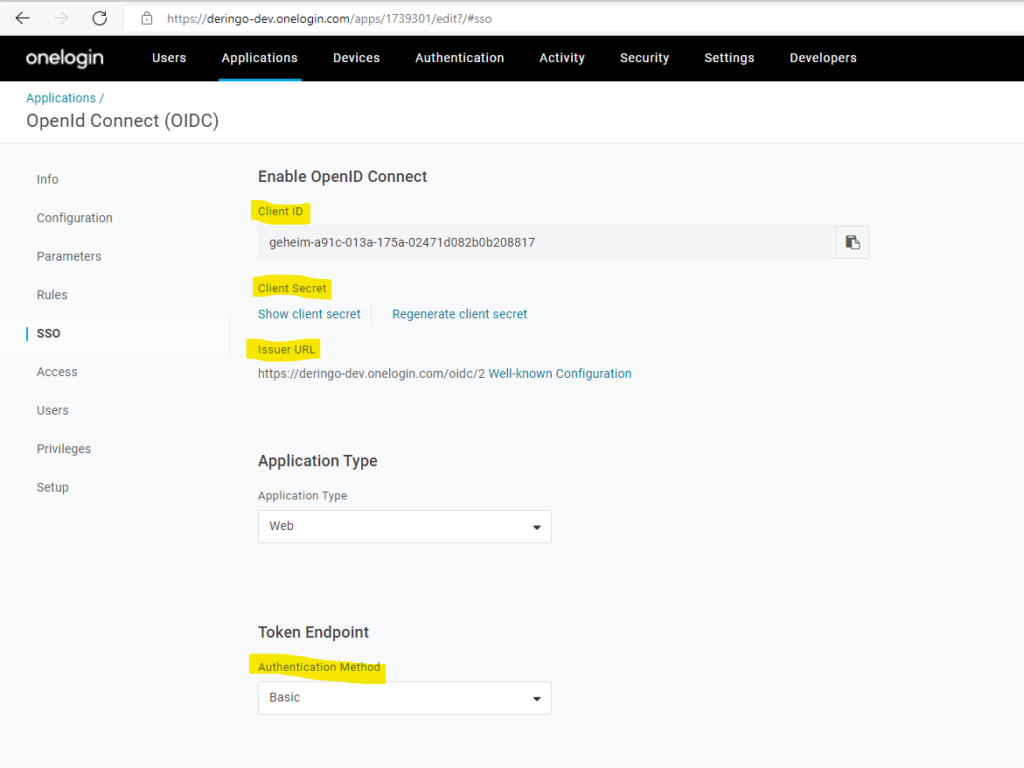 https://deringo-dev.onelogin.com/apps/1739301/edit?/#sso
onelogin Users Applications Devices Authentication Activity Security Settings Developers
Applications /
OpenId Connect (OIDC)
Info
Configuration
Parameters
Rules
SSO
Access
Users
Privileges
Setup
Enable OpenID Connect
Client ID
geheim-a91c-013a-175a-02471d082b0b208817
Client Secret
Show client secret Regenerate client secret
Issuer URL
https://deringo-dev.onelogin.com/oidc/2 Well-known Configuration
Application Type
Application Type
Web
Token Endpoint
Authentication Method
Basic